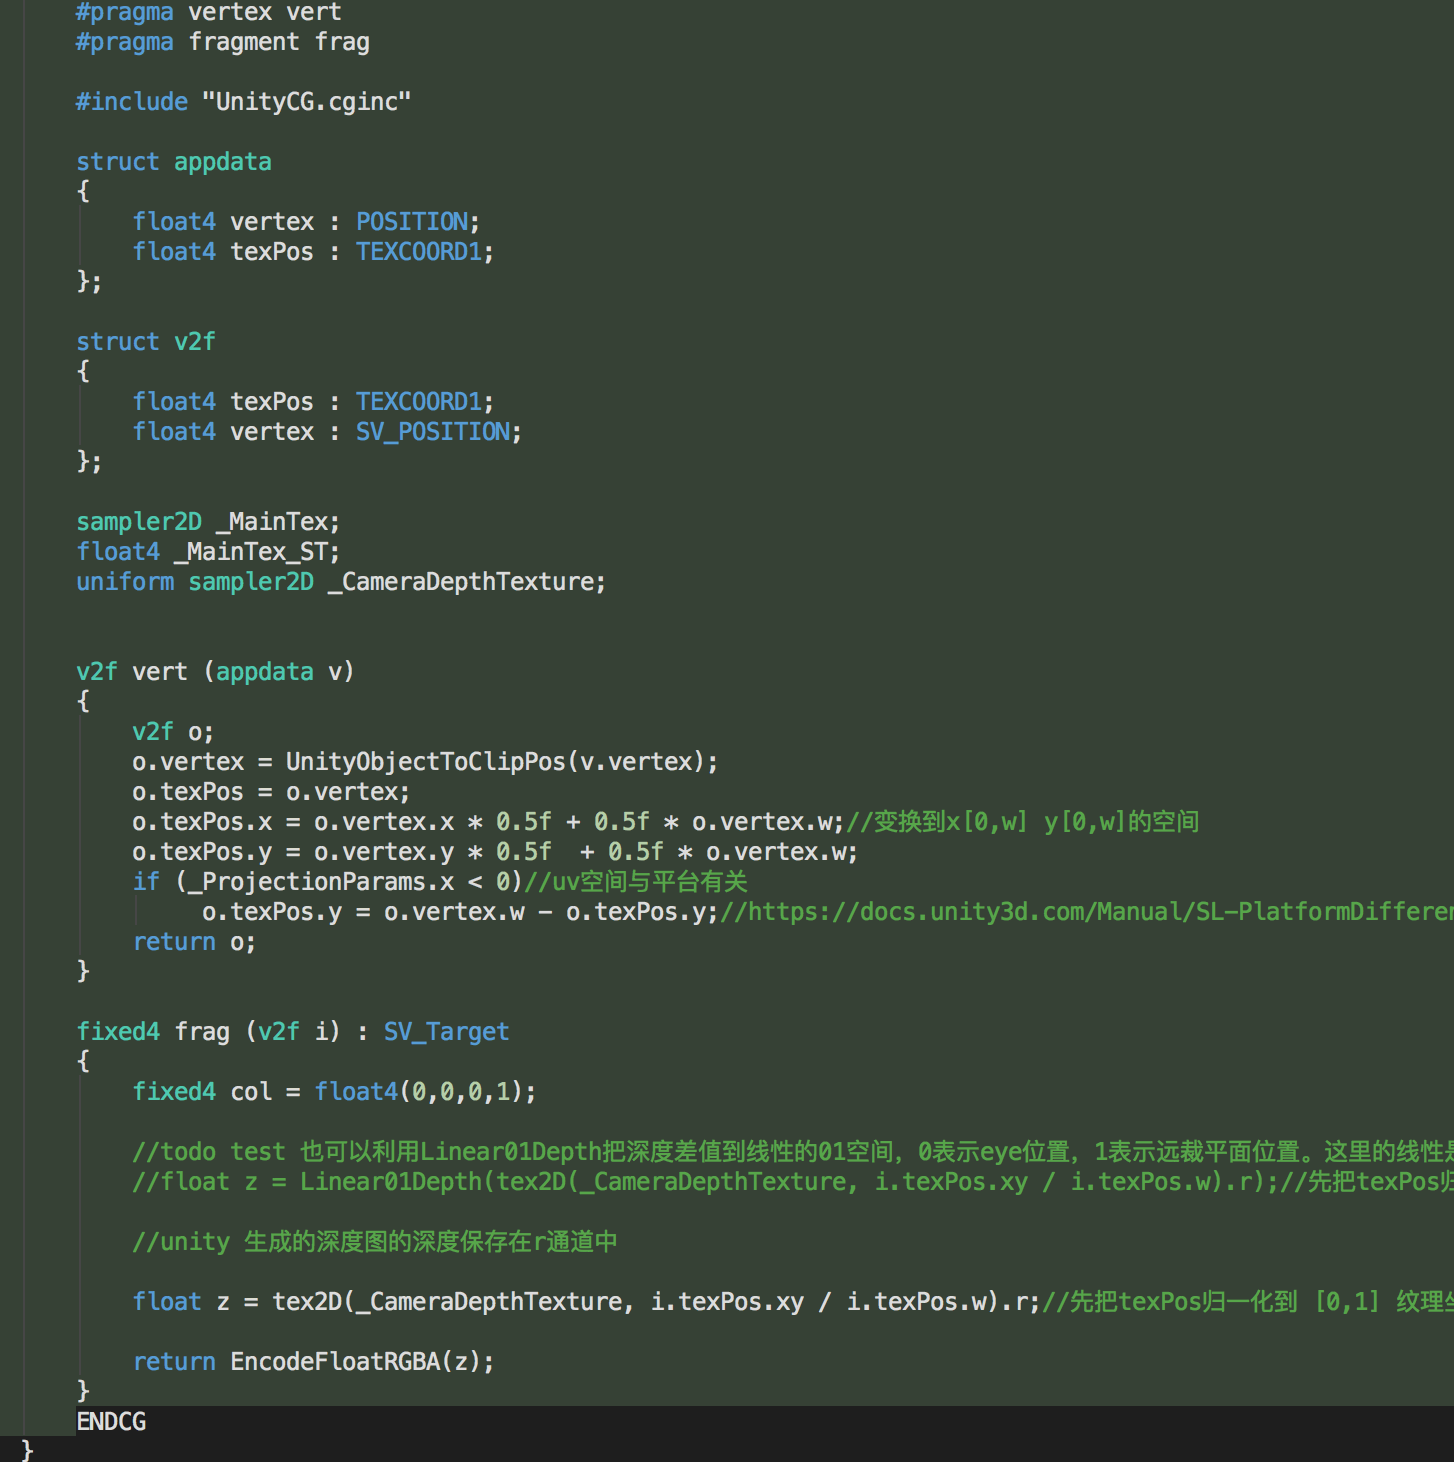 #pragma vertex vert
#pragma fragment frag
#include "UnityCG.cginc"
struct appdata
{
float4 vertex : POSITION;
float4 texPos : TEXCOORD1;
};
struct v2f
{
float4 texPos : TEXCOORD1;
float4 vertex : SV_POSITION;
};
sampler2D _MainTex;
float4 _MainTex_ST;
uniform sampler2D _CameraDepthTexture;
v2f vert (appdata v)
{
v2f o;
o.vertex = UnityObjectToClipPos(v.vertex);
o.texPos = o.vertex;
o.texPos.x = o.vertex.x * 0.5f + 0.5f * o.vertex.w;//变换到x[0,w] y[0,w]的空间
o.texPos.y = o.vertex.y * 0.5f  + 0.5f * o.vertex.w;
if (_ProjectionParams.x < 0)//uv空间与平台有关
o.texPos.y = o.vertex.w - o.texPos.y;//https://docs.unity3d.com/Manual/SL-PlatformDifferen
return o;
}
fixed4 frag (v2f i) : SV_Target
{
fixed4 col = float4(0,0,0,1);
//todo test 也可以利用Linear01Depth把深度差值到线性的01空间，0表示eye位置，1表示远裁平面位置。这里的线性是
//float z = Linear01Depth(tex2D(_CameraDepthTexture, i.texPos.xy / i.texPos.w).r);//先把texPos归
//unity 生成的深度图的深度保存在r通道中
float z = tex2D(_CameraDepthTexture, i.texPos.xy / i.texPos.w).r;//先把texPos归一化到 [0,1] 纹理坐
return EncodeFloatRGBA(z);
}
ENDCG
}